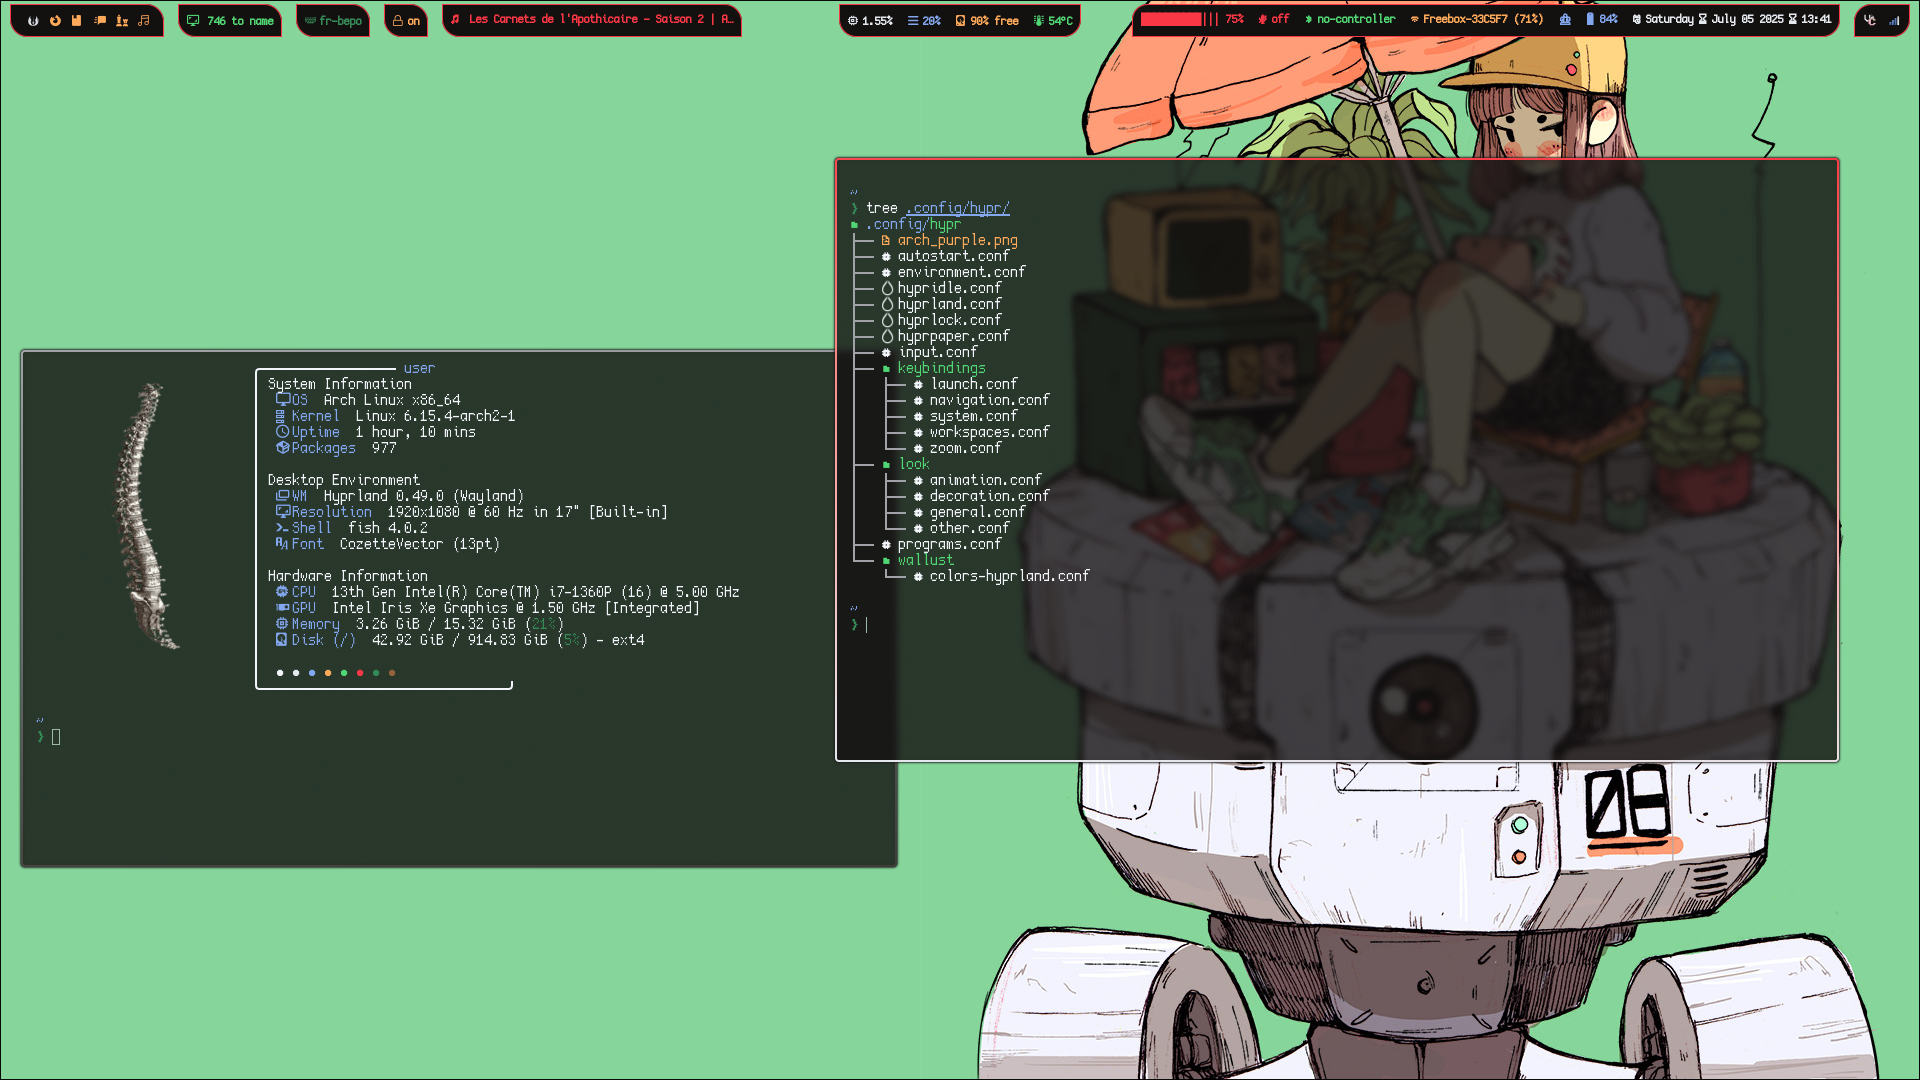 746 to name
fr-bepo
on
Les Carnets de l'Apothicaire - Saison 2 | A…
1.55%
20%
90% free
54°C
75%
off
no-controller
Freebox-33C5F7 (71%)
84%
Saturday
July 05 2025
13:41
~
❯ tree .config/hypr/
.config/hypr
arch_purple.png
autostart.conf
environment.conf
hypridle.conf
hyprland.conf
hyprlock.conf
hyprpaper.conf
input.conf
keybindings
launch.conf
navigation.conf
system.conf
workspaces.conf
zoom.conf
look
animation.conf
decoration.conf
general.conf
other.conf
programs.conf
wallust
colors-hyprland.conf
~
❯
user
System Information
OS Arch Linux x86_64
Kernel Linux 6.15.4-arch2-1
Uptime 1 hour, 10 mins
Packages 977
Desktop Environment
WM Hyprland 0.49.0 (Wayland)
Resolution 1920x1080 @ 60 Hz in 17" [Built-in]
Shell fish 4.0.2
Font CozetteVector (13pt)
Hardware Information
CPU 13th Gen Intel(R) Core(TM) i7-1360P (16) @ 5.00 GHz
GPU Intel Iris Xe Graphics @ 1.50 GHz [Integrated]
Memory 3.26 GiB / 15.32 GiB (21%)
Disk (/) 42.92 GiB / 914.83 GiB (5%) - ext4
~
❯
08